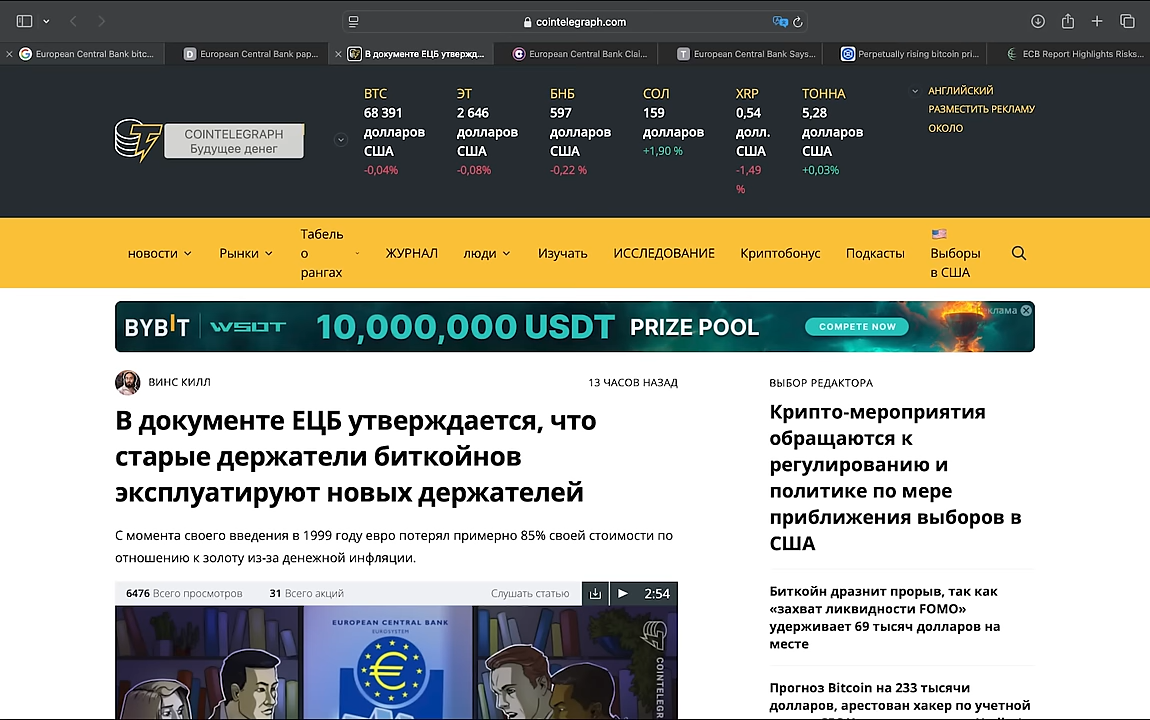 cointelegraph.com
European Central Bank bitc...
European Central Bank pap...
В документе ЕЦБ утвержд...
European Central Bank Clai...
European Central Bank Says...
Perpetually rising bitcoin pri...
ECB Report Highlights Risks...
COINTELEGRAPH
Будущее денег
BTC
68 391
долларов
США
-0,04%
ЭТ
2 646
долларов
США
-0,08%
БНБ
597
долларов
США
-0,22 %
СОЛ
159
долларов
+1,90 %
XRP
0,54
долл.
США
-1,49
%
ТОННА
5,28
долларов
США
+0,03%
АНГЛИЙСКИЙ
РАЗМЕСТИТЬ РЕКЛАМУ
ОКОЛО
новости
Рынки
Табель
о
рангах
ЖУРНАЛ
люди
Изучать
ИССЛЕДОВАНИЕ
Криптобонус
Подкасты
Выборы
в США
BYBIT WSOT 10,000,000 USDT PRIZE POOL COMPETE NOW
ВИНС КИЛЛ
13 ЧАСОВ НАЗАД
В документе ЕЦБ утверждается, что
старые держатели биткойнов
эксплуатируют новых держателей
С момента своего введения в 1999 году евро потерял примерно 85% своей стоимости по
отношению к золоту из-за денежной инфляции.
6476 Всего просмотров
31 Всего акций
Слушать статью
2:54
EUROPEAN CENTRAL BANK
EUROSYSTEM
COINTELEGR
ВЫБОР РЕДАКТОРА
Крипто-мероприятия
обращаются к
регулированию и
политике по мере
приближения выборов в
США
Биткойн дразнит прорыв, так как
«захват ликвидности FOMO»
удерживает 69 тысяч долларов на
месте
Прогноз Bitcoin на 233 тысячи
долларов, арестован хакер по учетной